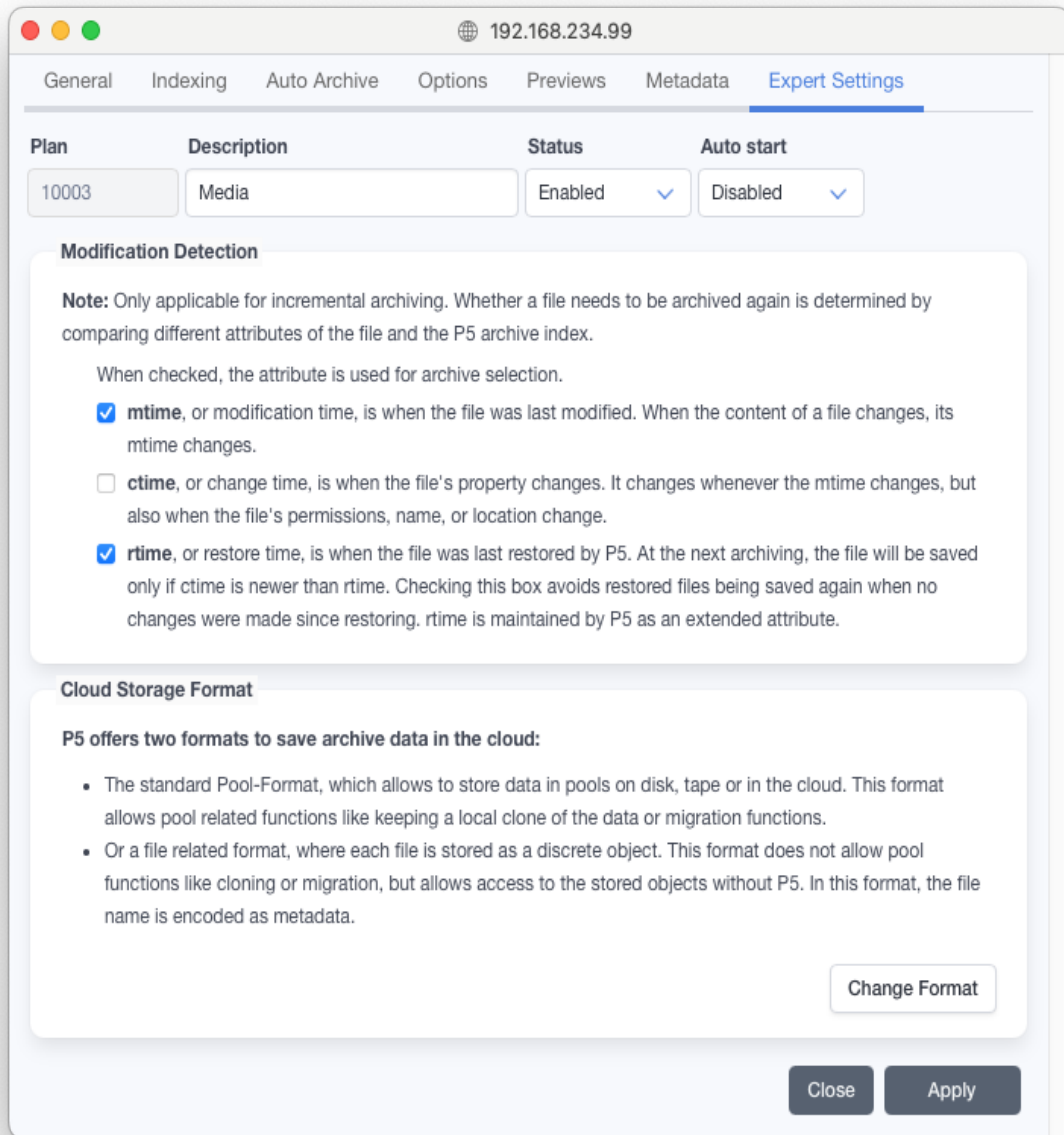 192.168.234.99
General Indexing Auto Archive Options Previews Metadata Expert Settings
Plan Description Status Auto start
10003 Media Enabled Disabled
Modification Detection
Note: Only applicable for incremental archiving. Whether a file needs to be archived again is determined by
comparing different attributes of the file and the P5 archive index.
When checked, the attribute is used for archive selection.
mtime, or modification time, is when the file was last modified. When the content of a file changes, its
mtime changes.
ctime, or change time, is when the file's property changes. It changes whenever the mtime changes, but
also when the file's permissions, name, or location change.
rtime, or restore time, is when the file was last restored by P5. At the next archiving, the file will be saved
only if ctime is newer than rtime. Checking this box avoids restored files being saved again when no
changes were made since restoring. rtime is maintained by P5 as an extended attribute.
Cloud Storage Format
P5 offers two formats to save archive data in the cloud:
• The standard Pool-Format, which allows to store data in pools on disk, tape or in the cloud. This format
allows pool related functions like keeping a local clone of the data or migration functions.
• Or a file related format, where each file is stored as a discrete object. This format does not allow pool
functions like cloning or migration, but allows access to the stored objects without P5. In this format, the file
name is encoded as metadata.
Change Format
Close Apply